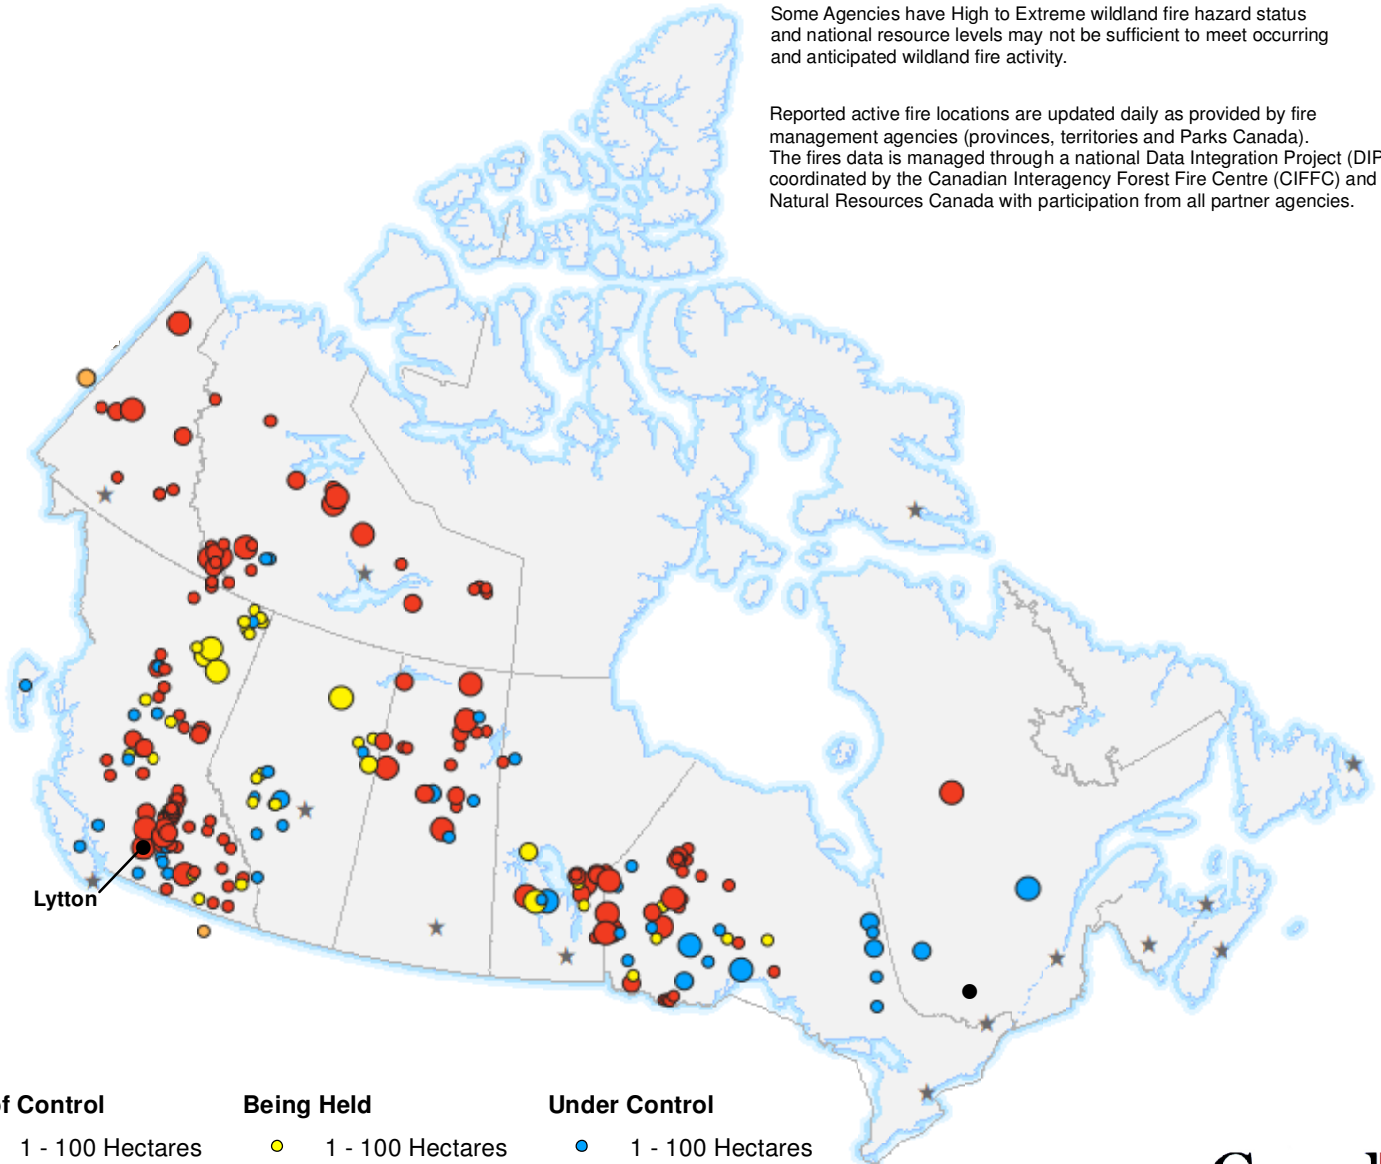 Some Agencies have High to Extreme wildland fire hazard status
and national resource levels may not be sufficient to meet occurring
and anticipated wildland fire activity.
Reported active fire locations are updated daily as provided by fire
management agencies (provinces, territories and Parks Canada).
The fires data is managed through a national Data Integration Project (DIP
coordinated by the Canadian Interagency Forest Fire Centre (CIFFC) and
Natural Resources Canada with participation from all partner agencies.
Lytton
f Control
Being Held
Under Control
1 - 100 Hectares
1 - 100 Hectares
1 - 100 Hectares